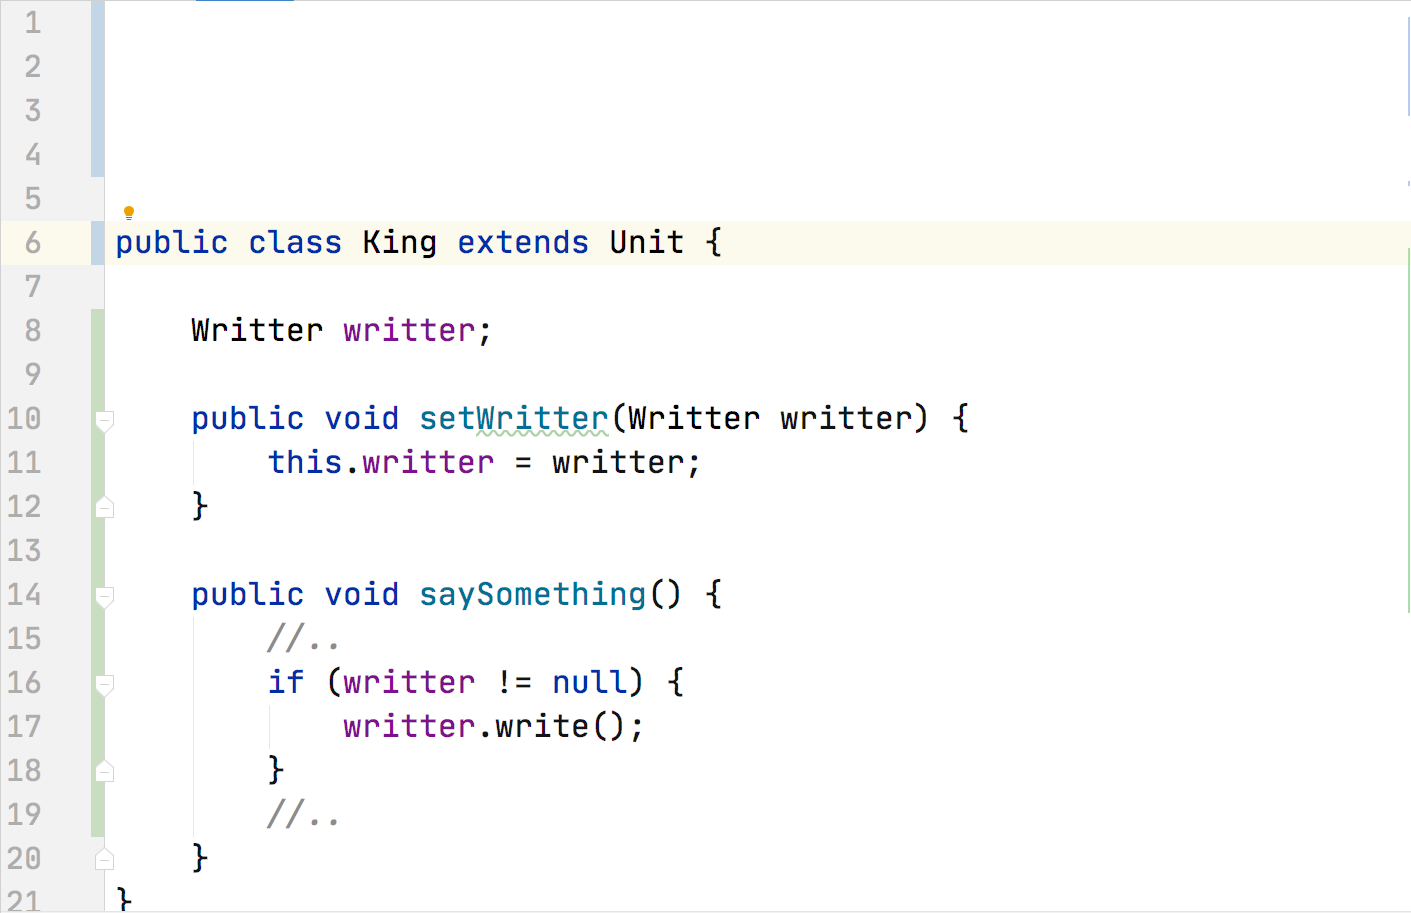 1
2
3
4
5
6 public class King extends Unit {
7
8     Writter writter;
9
10     public void setWritter(Writter writter) {
11         this.writter = writter;
12     }
13
14     public void saySomething() {
15         //..
16         if (writter != null) {
17             writter.write();
18         }
19         //..
20     }
21 }